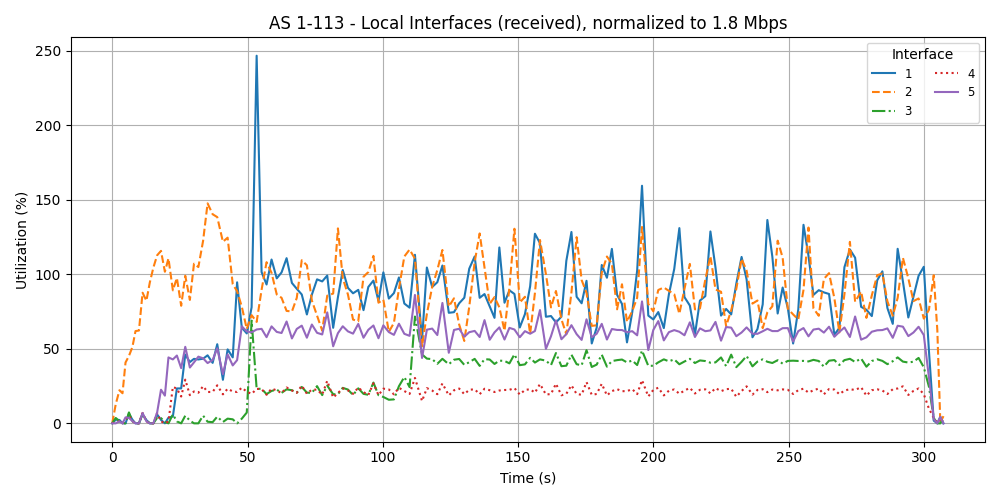 AS 1-113 - Local Interfaces (received), normalized to 1.8 Mbps
Interface
1 4
2 5
3
250
200
150
100
50
0
Utilization (%)
0 50 100 150 200 250 300
Time (s)